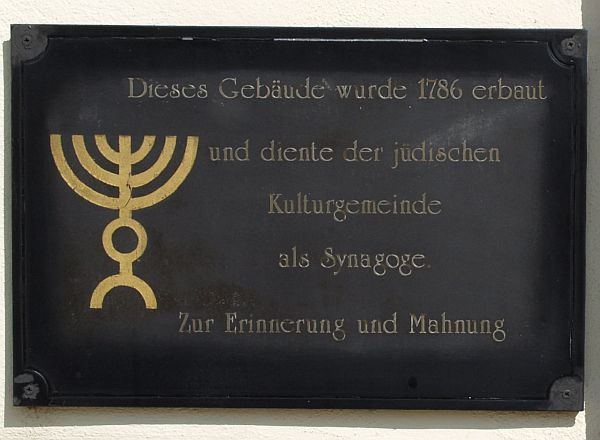 Dieses Gebäude wurde 1786 erbaut
und diente der jüdischen
Kulturgemeinde
als Synagoge.
Zur Erinnerung und Mahnung